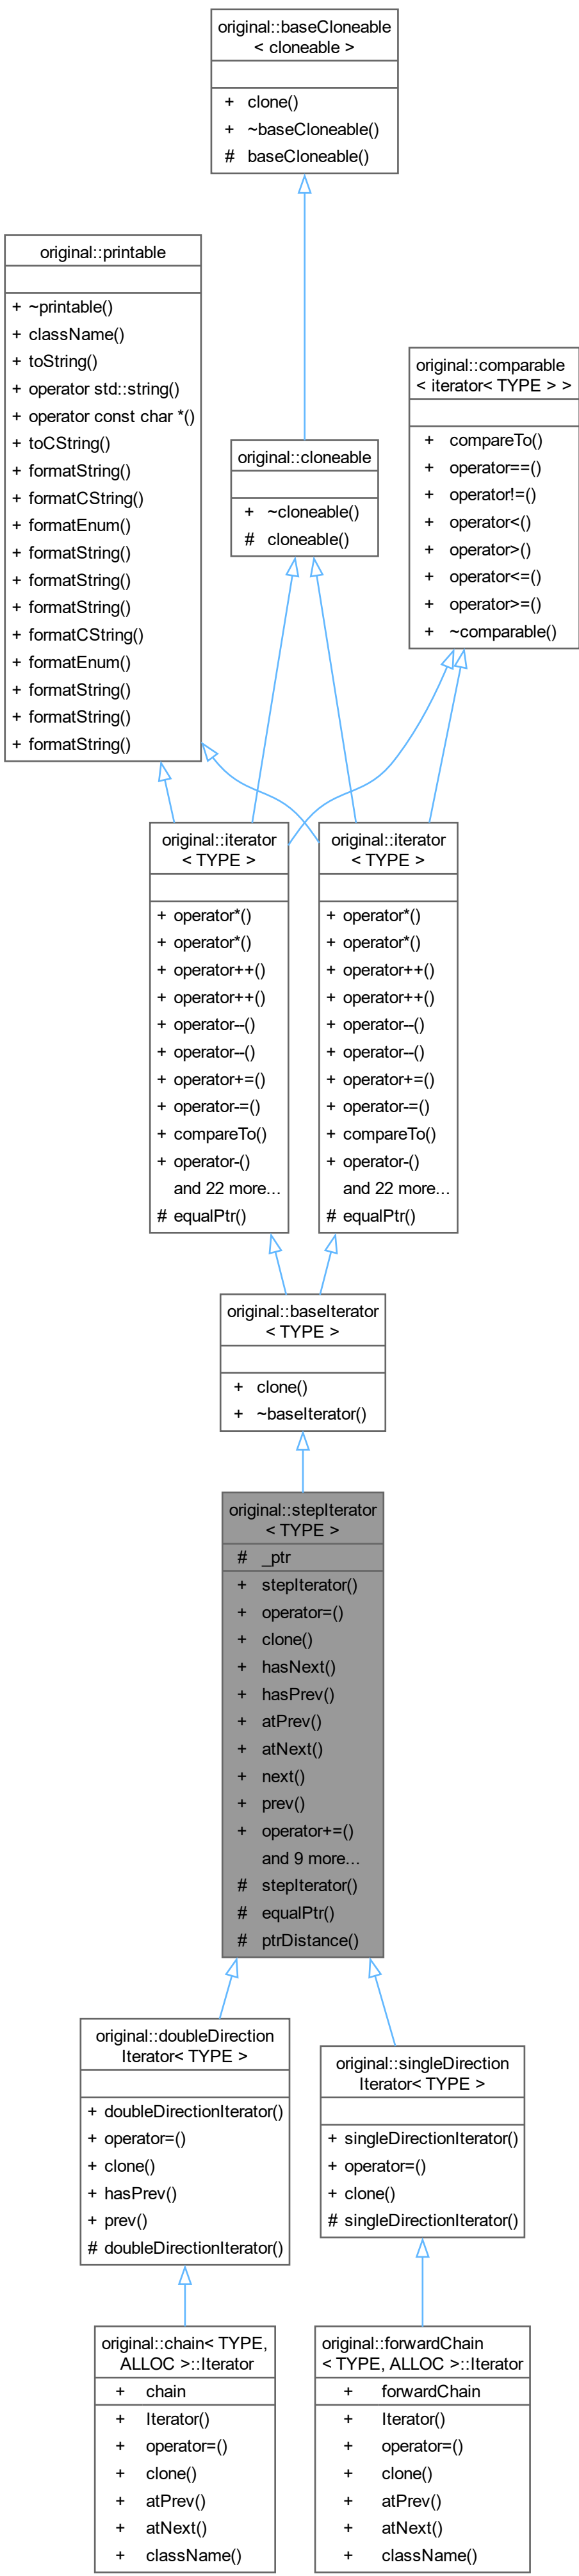 original::baseCloneable
< cloneable >
+ clone()
+ ~baseCloneable()
# baseCloneable()
original::printable
+ ~printable()
+ className()
+ toString()
+ operator std::string()
+ operator const char *()
+ toCString()
+ formatString()
+ formatCString()
+ formatEnum()
+ formatString()
+ formatString()
+ formatString()
+ formatCString()
+ formatEnum()
+ formatString()
+ formatString()
+ formatString()
original::comparable
< iterator< TYPE > >
+ compareTo()
+ operator==()
+ operator!=()
+ operator<()
+ operator>()
+ operator<=()
+ operator>=()
+ ~comparable()
original::cloneable
+ ~cloneable()
# cloneable()
original::iterator
< TYPE >
+ operator*()
+ operator*()
+ operator++()
+ operator++()
+ operator--()
+ operator--()
+ operator+=()
+ operator-=()
+ compareTo()
+ operator-()
and 22 more...
# equalPtr()
original::iterator
< TYPE >
+ operator*()
+ operator*()
+ operator++()
+ operator++()
+ operator--()
+ operator--()
+ operator+=()
+ operator-=()
+ compareTo()
+ operator-()
and 22 more...
# equalPtr()
original::baseIterator
< TYPE >
+ clone()
+ ~baseIterator()
original::stepIterator
< TYPE >
# _ptr
+ stepIterator()
+ operator=()
+ clone()
+ hasNext()
+ hasPrev()
+ atPrev()
+ atNext()
+ next()
+ prev()
+ operator+=()
and 9 more...
# stepIterator()
# equalPtr()
# ptrDistance()
original::doubleDirection
Iterator< TYPE >
+ doubleDirectionIterator()
+ operator=()
+ clone()
+ hasPrev()
+ prev()
# doubleDirectionIterator()
original::singleDirection
Iterator< TYPE >
+ singleDirectionIterator()
+ operator=()
+ clone()
# singleDirectionIterator()
original::chain< TYPE,
ALLOC >::Iterator
+ chain
+ Iterator()
+ operator=()
+ clone()
+ atPrev()
+ atNext()
+ className()
original::forwardChain
< TYPE, ALLOC >::Iterator
+ forwardChain
+ Iterator()
+ operator=()
+ clone()
+ atPrev()
+ atNext()
+ className()